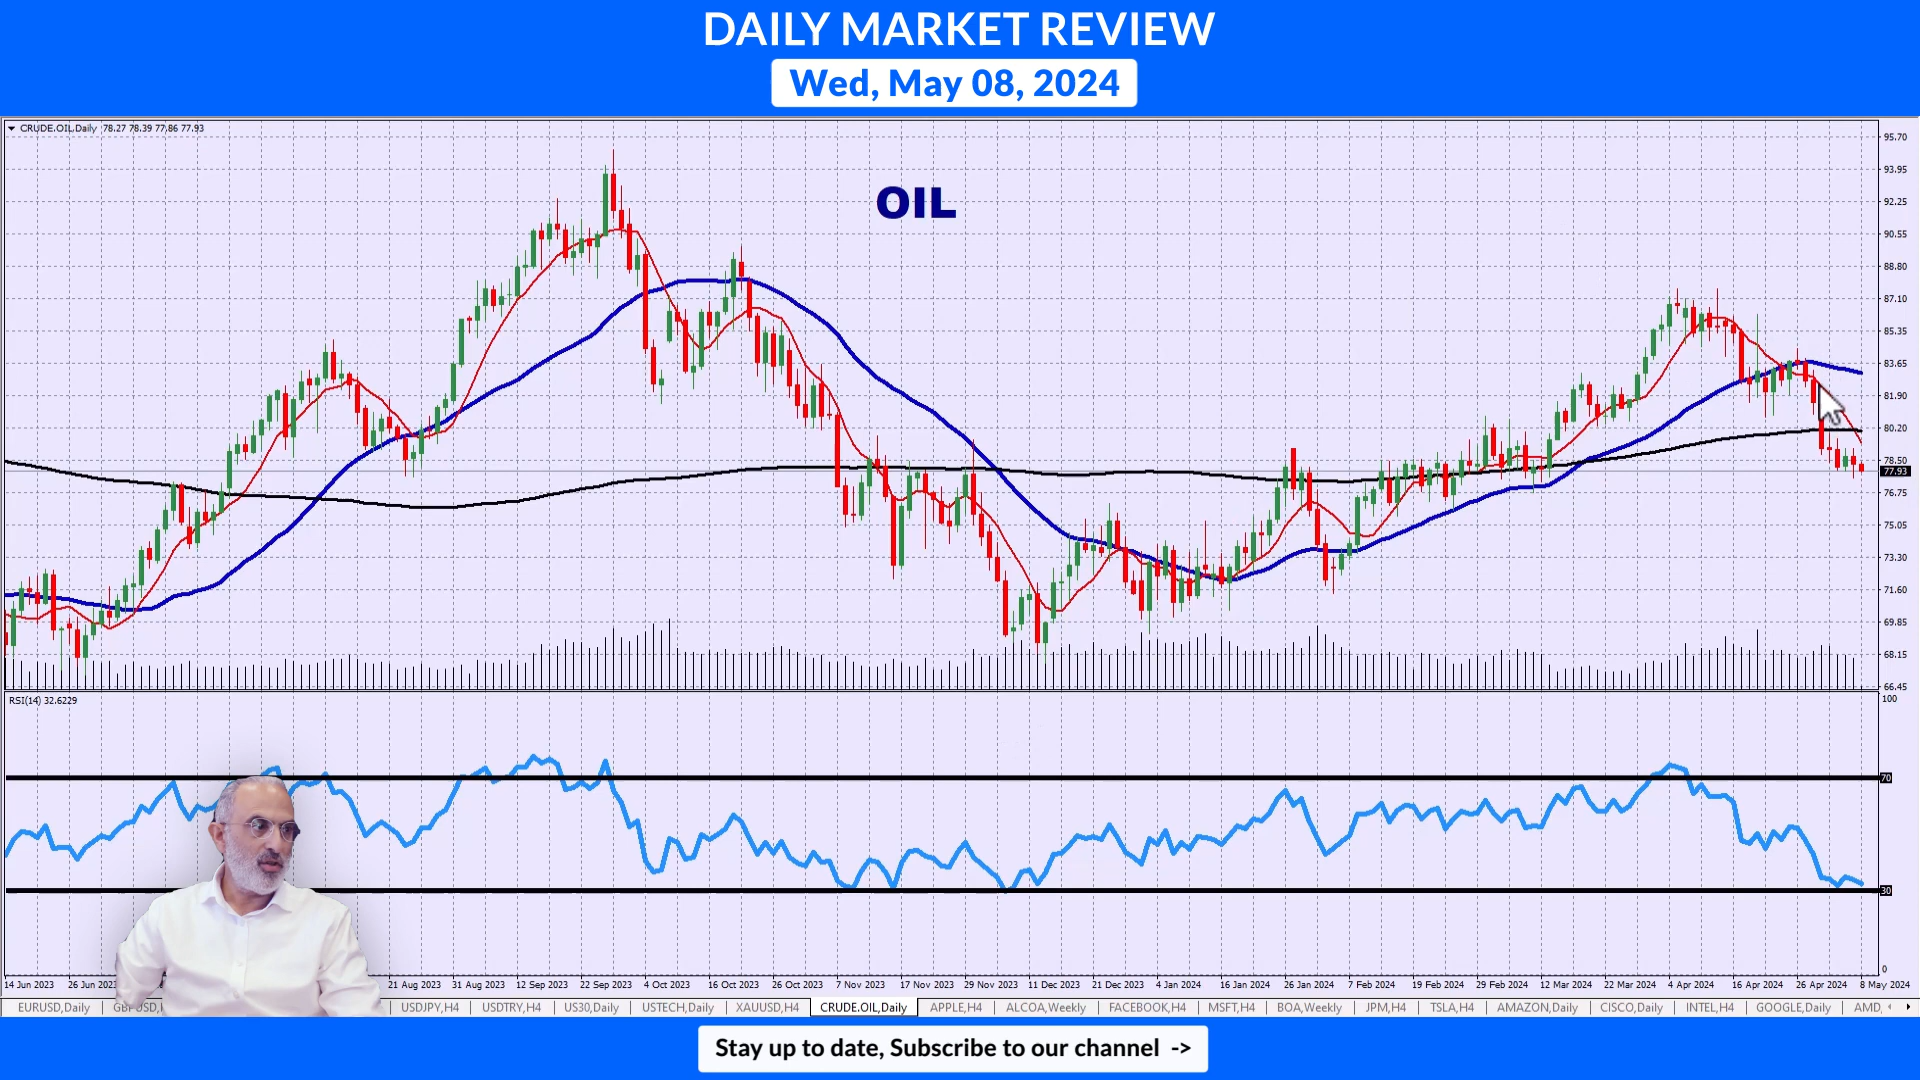 DAILY MARKET REVIEW
Wed, May 08, 2024
CRUDE.OIL,Daily 78.27 78.39 77.86 77.93
OIL
95.70
93.95
92.25
90.55
88.80
87.10
85.35
83.65
81.90
80.20
78.50
77.93
76.75
75.05
73.30
71.60
69.85
68.15
66.45
RSI(14) 32.6229
100
70
30
0
14 Jun 2023 26 Jun 2023 21 Aug 2023 31 Aug 2023 12 Sep 2023 22 Sep 2023 4 Oct 2023 16 Oct 2023 26 Oct 2023 7 Nov 2023 17 Nov 2023 29 Nov 2023 11 Dec 2023 21 Dec 2023 4 Jan 2024 16 Jan 2024 26 Jan 2024 7 Feb 2024 19 Feb 2024 29 Feb 2024 12 Mar 2024 22 Mar 2024 4 Apr 2024 16 Apr 2024 26 Apr 2024 8 May 2024
EURUSD,Daily USDJPY,H4 USDTRY,H4 US30,Daily USTECH,Daily XAUUSD,H4 CRUDE.OIL,Daily APPLE,H4 ALCOA,Weekly FACEBOOK,H4 MSFT,H4 BOA,Weekly JPM,H4 TSLA,H4 AMAZON,Daily CISCO,Daily INTEL,H4 GOOGLE,Daily AMD,
Stay up to date, Subscribe to our channel ->